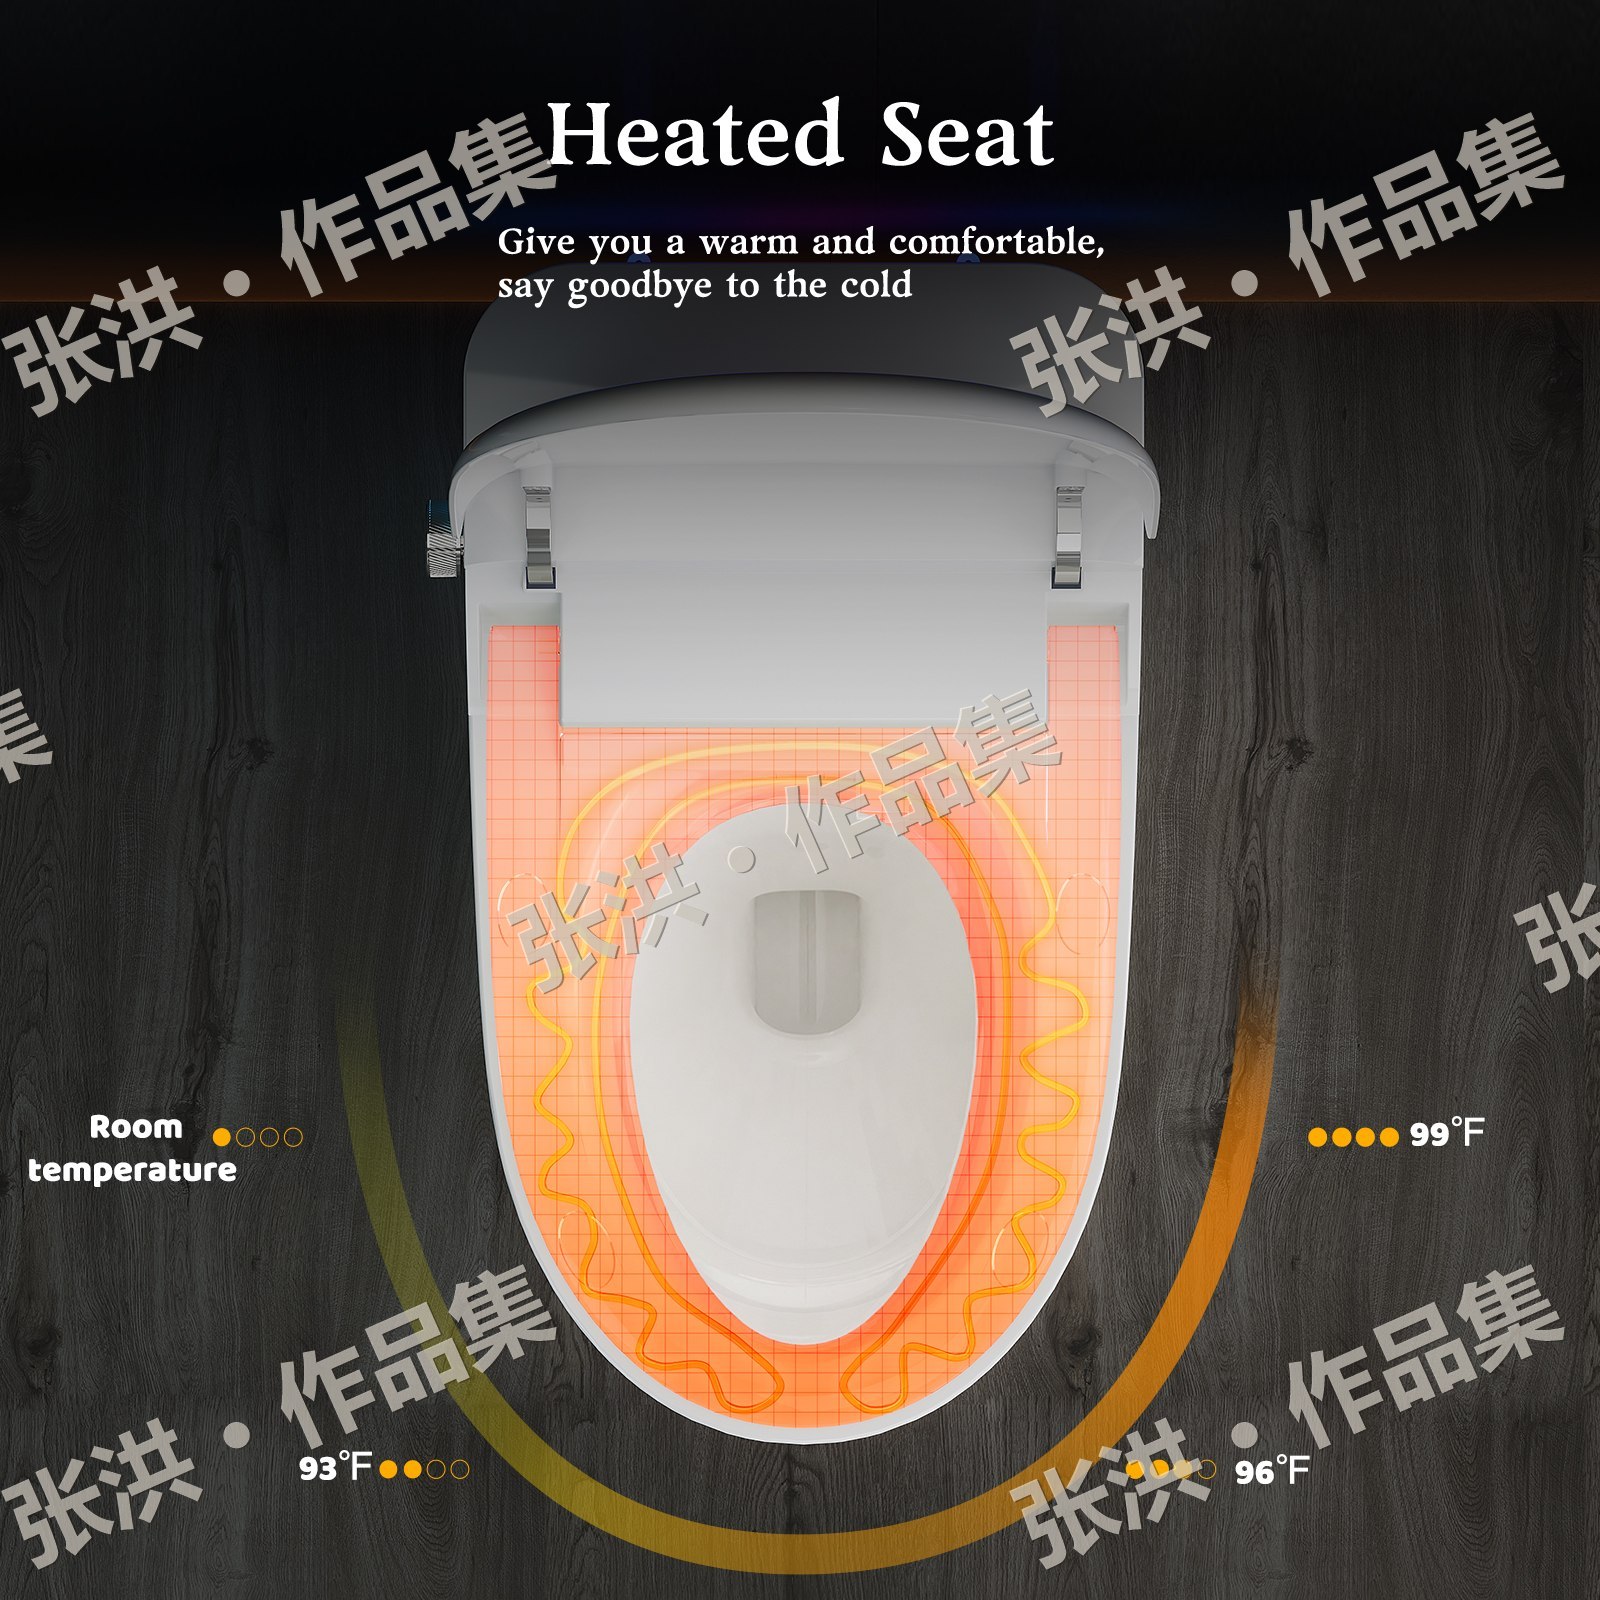 Heated Seat
Give you a warm and comfortable,
say goodbye to the cold
张洪·作品集
张洪·作品集
集
张洪·作品集
张
Room
temperature
99°F
张洪·作品集
张洪·作品集
93°F
96°F